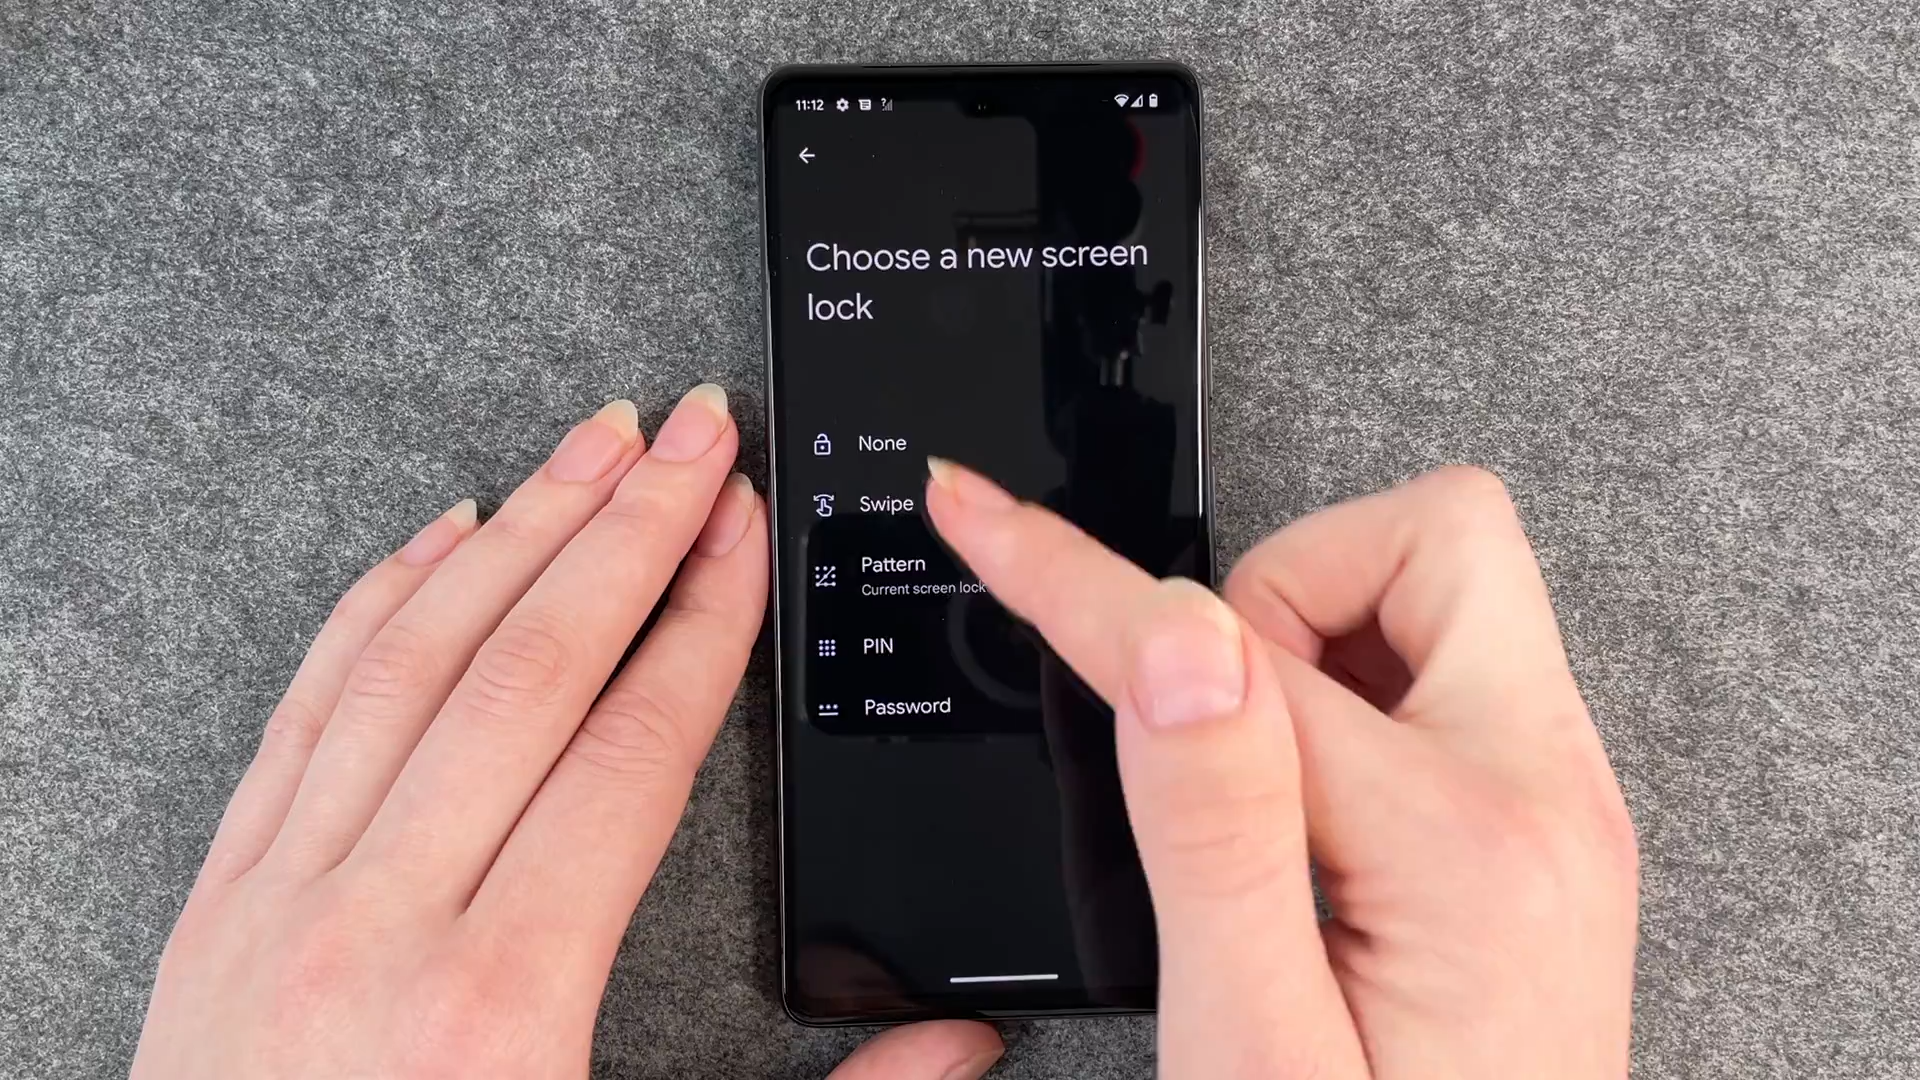 11:12
Choose a new screen
lock
None
Swipe
Pattern
Current screen lock
PIN
Password